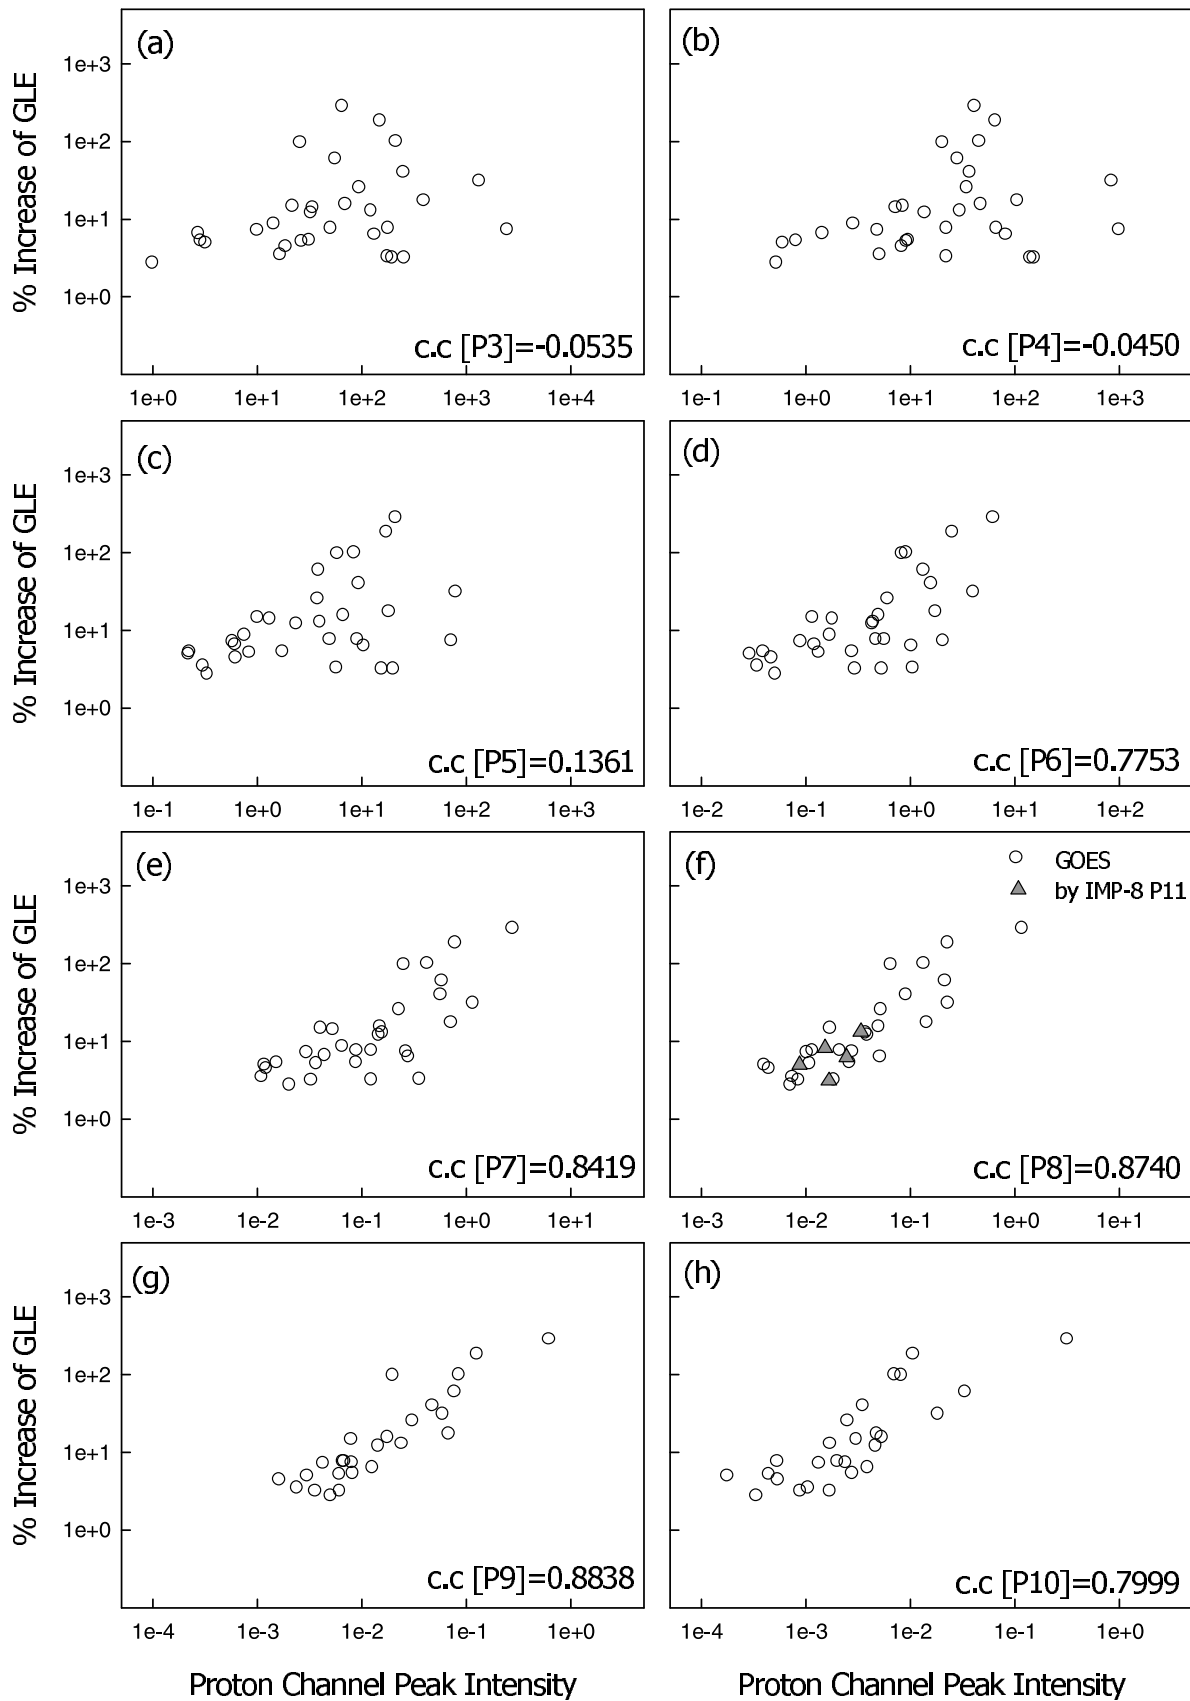 (a)
(b)
1e+3
1e+2
1e+1
1e+0
% Increase of GLE
c.c [P3]=-0.0535
c.c [P4]=-0.0450
1e+0 1e+1 1e+2 1e+3 1e+4
1e-1 1e+0 1e+1 1e+2 1e+3
(c)
(d)
1e+3
1e+2
1e+1
1e+0
% Increase of GLE
c.c [P5]=0.1361
c.c [P6]=0.7753
1e-1 1e+0 1e+1 1e+2 1e+3
1e-2 1e-1 1e+0 1e+1 1e+2
(e)
(f)
GOES
by IMP-8 P11
1e+3
1e+2
1e+1
1e+0
% Increase of GLE
c.c [P7]=0.8419
c.c [P8]=0.8740
1e-3 1e-2 1e-1 1e+0 1e+1
1e-3 1e-2 1e-1 1e+0 1e+1
(g)
(h)
1e+3
1e+2
1e+1
1e+0
% Increase of GLE
c.c [P9]=0.8838
c.c [P10]=0.7999
1e-4 1e-3 1e-2 1e-1 1e+0
1e-4 1e-3 1e-2 1e-1 1e+0
Proton Channel Peak Intensity
Proton Channel Peak Intensity